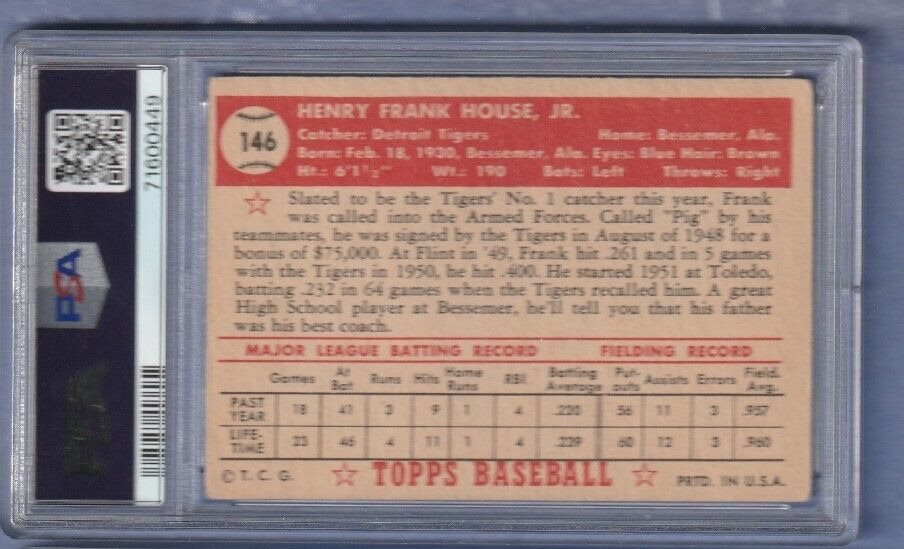 71600449
PSA
146
HENRY FRANK HOUSE, JR.
Catcher: Detroit Tigers Home: Bessemer, Ala.
Born: Feb. 18, 1930, Bessemer, Ala. Eyes: Blue Hair: Brown
Ht.: 6'1½" Wt.: 190 Bats: Left Throws: Right
Slated to be the Tigers' No. 1 catcher this year, Frank
was called into the Armed Forces. Called "Pig" by his
teammates, he was signed by the Tigers in August of 1948 for a
bonus of $75,000. At Flint in '49, Frank hit .261 and in 5 games
with the Tigers in 1950, he hit .400. He started 1951 at Toledo,
batting .232 in 64 games when the Tigers recalled him. A great
High School player at Bessemer, he'll tell you that his father
was his best coach.
MAJOR LEAGUE BATTING RECORD FIELDING RECORD
Games At Bat Runs Hits Home Runs RBI Batting Average Put-outs Assists Errors Field. Avg.
PAST YEAR 18 41 3 9 1 4 .220 56 11 3 .957
LIFE-TIME 23 46 4 11 1 4 .239 60 12 3 .960
© T. C. G. TOPPS BASEBALL PRTD. IN U.S.A.
PSA